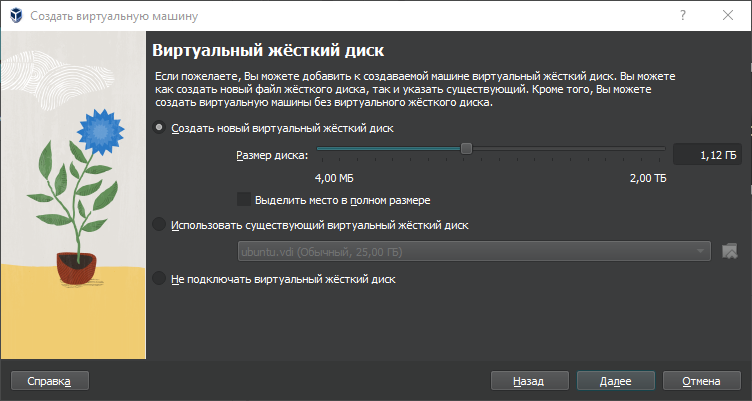 Создать виртуальную машину
Виртуальный жёсткий диск
Если пожелаете, Вы можете добавить к создаваемой машине виртуальный жёсткий диск. Вы можете
как создать новый файл жёсткого диска, так и указать существующий. Кроме того, Вы можете
создать виртуальную машины без виртуального жёсткого диска.
Создать новый виртуальный жёсткий диск
Размер диска:
1,12 ГБ
4,00 МБ
2,00 ТБ
Выделить место в полном размере
Использовать существующий виртуальный жёсткий диск
ubuntu.vdi (Обычный, 25,00 ГБ)
Не подключать виртуальный жёсткий диск
Справка
Назад
Далее
Отмена